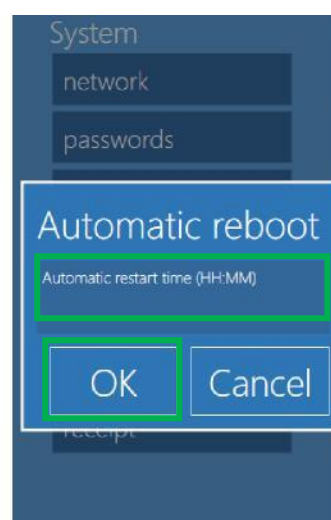 System
network
passwords
Automatic reboot
Automatic restart time (HH:MM)
OK
Cancel
receipt